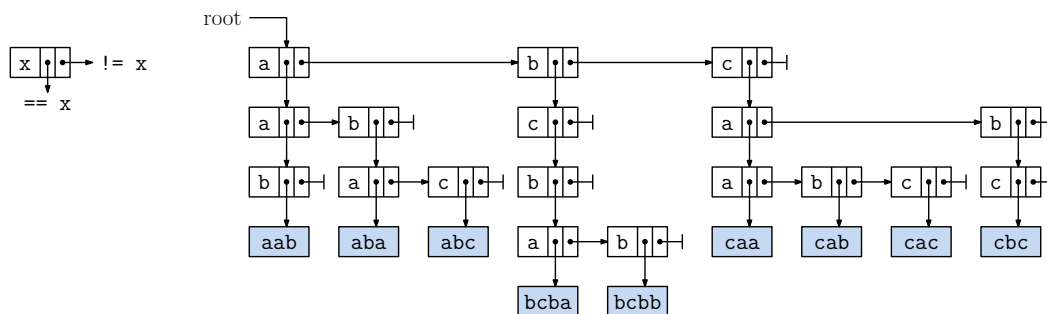 root
x != x
a b c
== x
a b c a b
b a c b a b c c
aab aba abc a b caa cab cac cbc
bcba bcbb